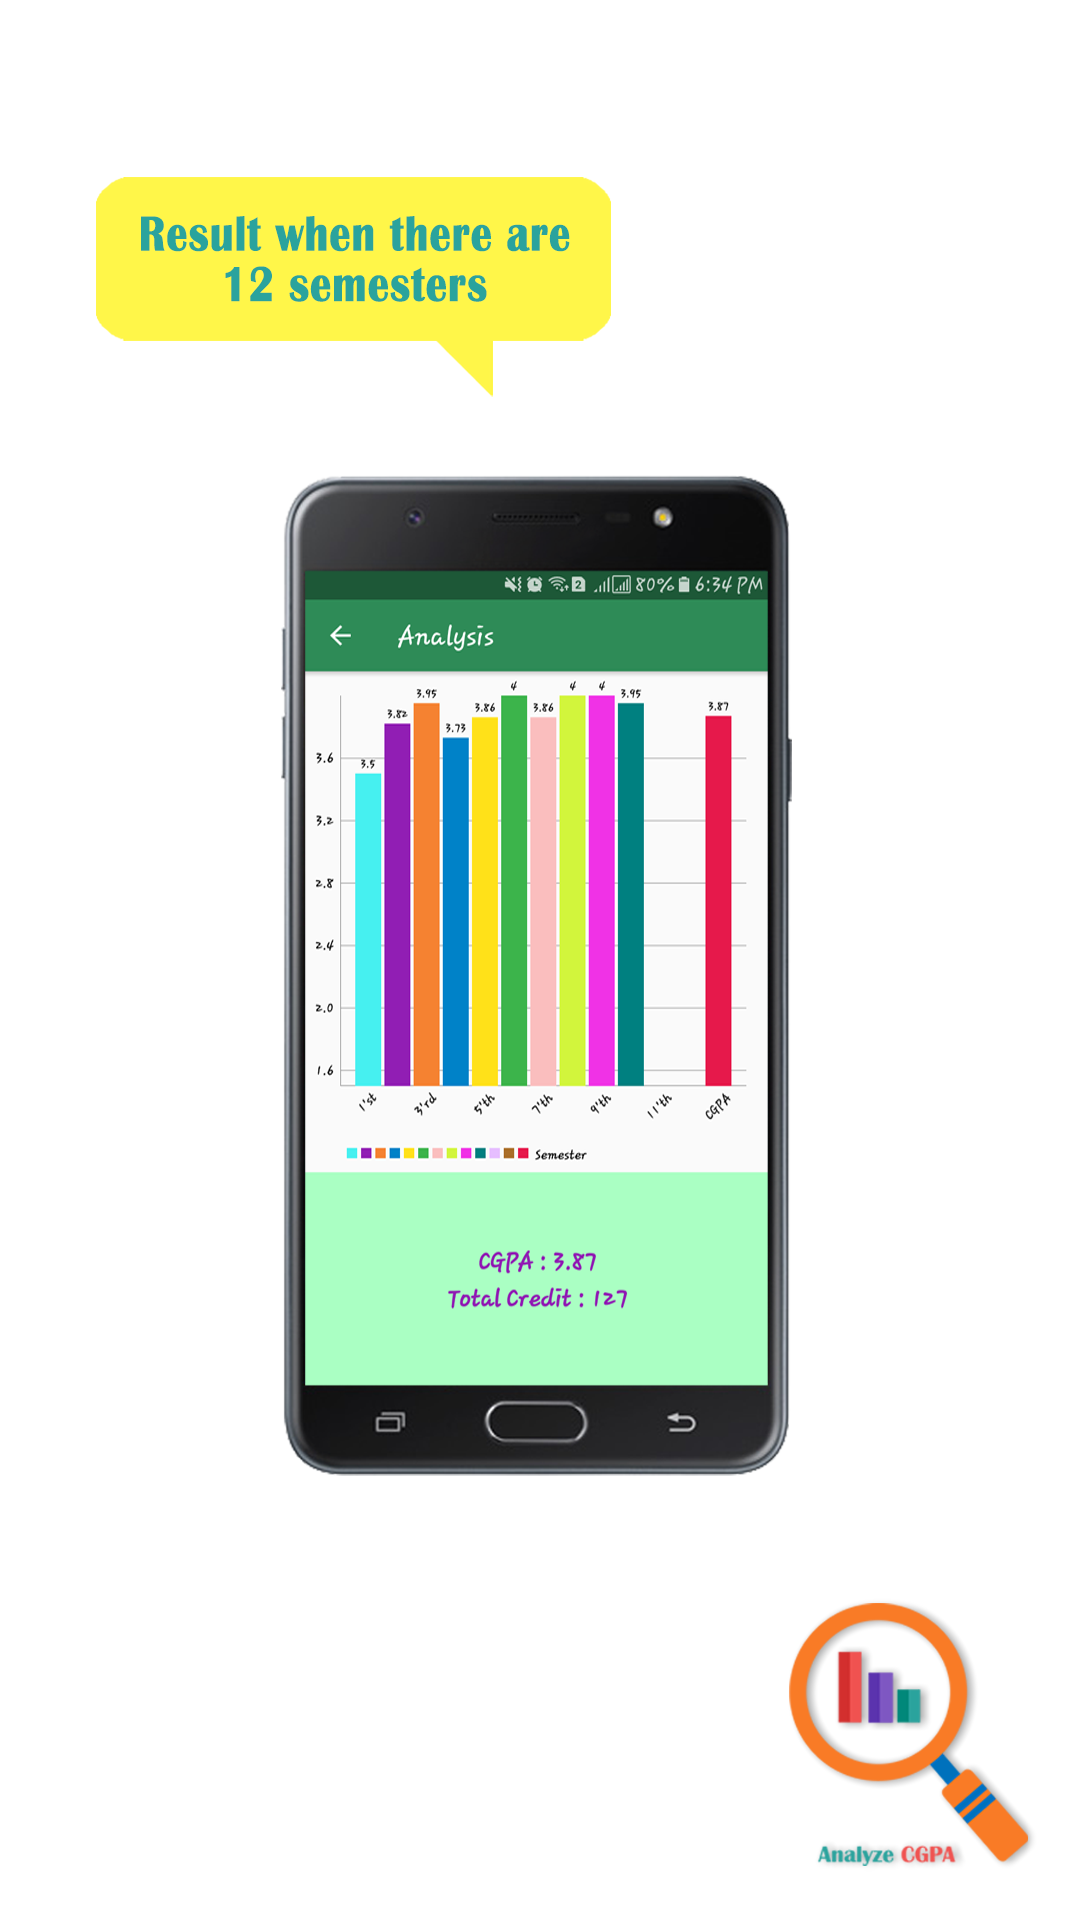 Result when there are
12 semesters
2 80% 6:34 PM
Analysis
3.5
3.82
3.95
3.73
3.86
4
3.86
4
4
3.95
3.87
3.6
3.2
2.8
2.4
2.0
1.6
1'st
3'rd
5'th
7'th
9'th
11'th
CGPA
Semester
CGPA : 3.87
Total Credit : 127
Analyze CGPA